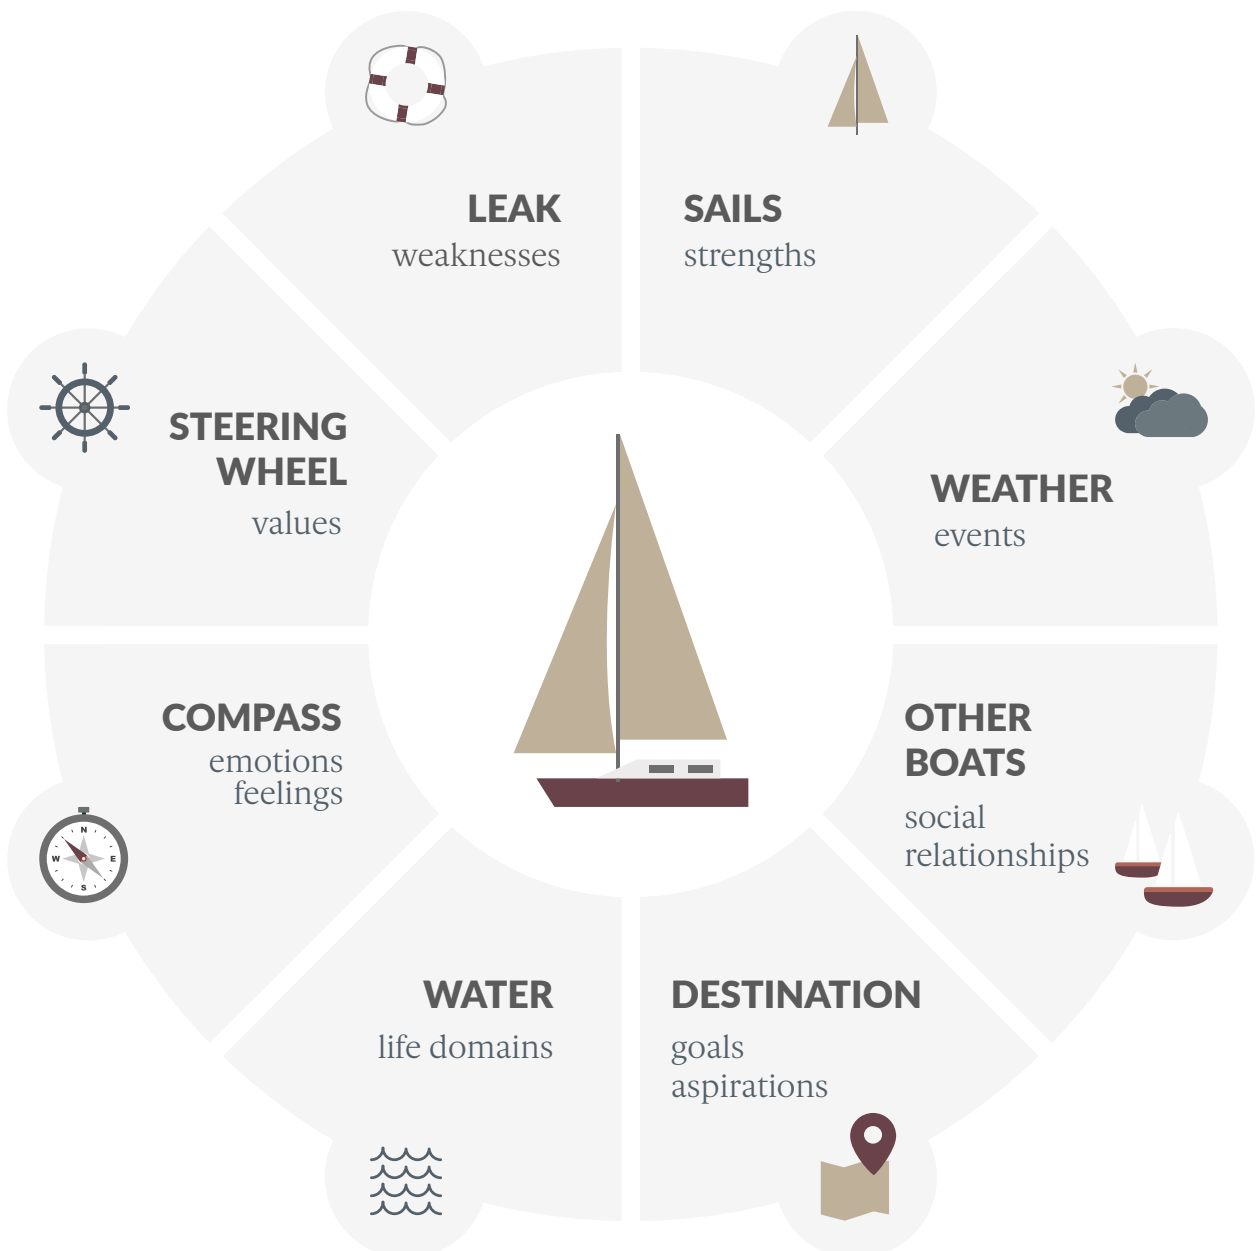 LEAK
weaknesses
SAILS
strengths
STEERING
WHEEL
values
WEATHER
events
COMPASS
emotions
feelings
N
W
E
S
OTHER
BOATS
social
relationships
WATER
life domains
DESTINATION
goals
aspirations